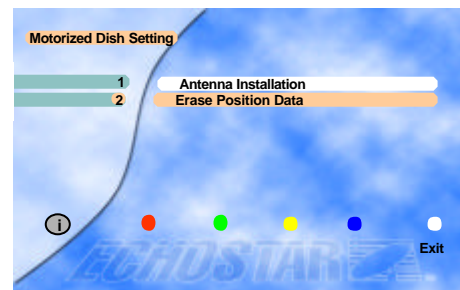 Motorized Dish Setting
1 Antenna Installation
2 Erase Position Data
i
Exit
ECHOSTAR